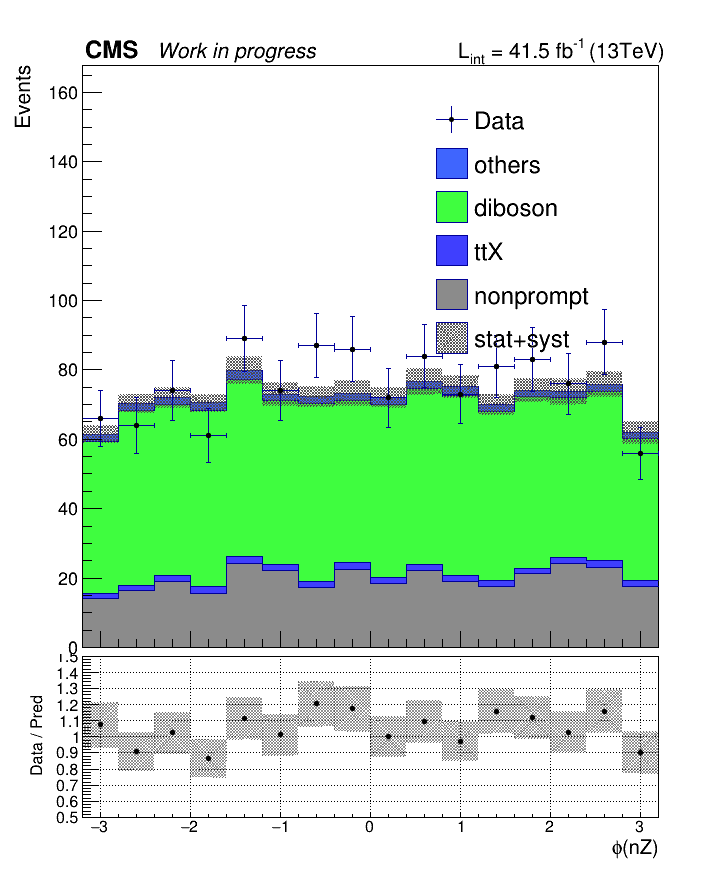 CMS Work in progress L_int = 41.5 fb^-1 (13TeV)
Events
160
140
120
100
80
60
40
20
0
Data
others
diboson
ttX
nonprompt
stat+syst
Data / Pred
1.5
1.4
1.3
1.2
1.1
1
0.9
0.8
0.7
0.6
0.5
−3 −2 −1 0 1 2 3
ϕ(nZ)